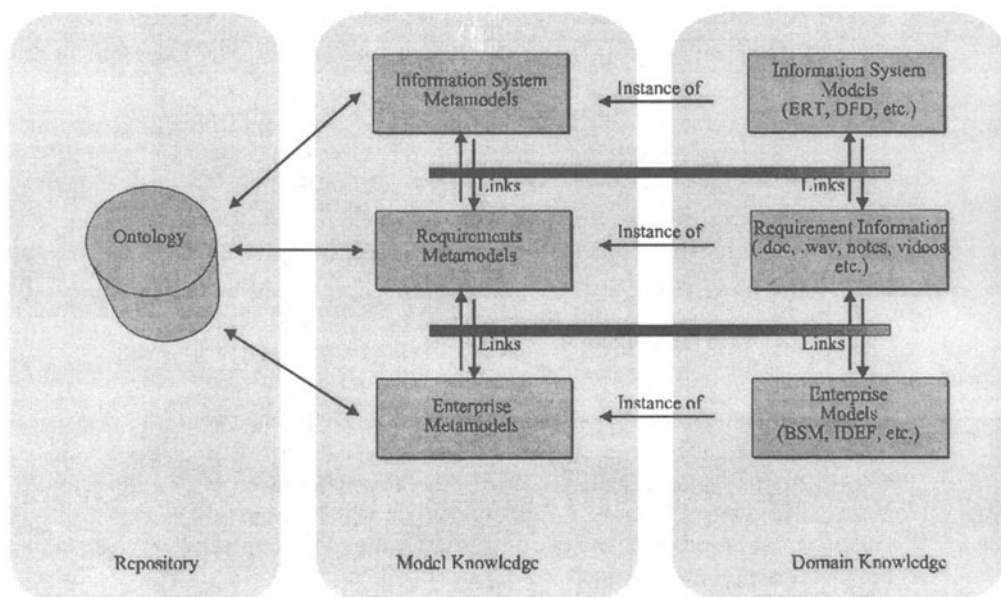 Information System
Metamodels
Instance of
Information System
Models
(ERT, DFD, etc.)
Links
Links
Ontology
Requirements
Metamodels
Instance of
Requirement Information
(.doc, .wav, notes, videos,
etc.)
Links
Links
Enterprise
Metamodels
Instance of
Enterprise
Models
(BSM, IDEF, etc.)
Repository
Model Knowledge
Domain Knowledge